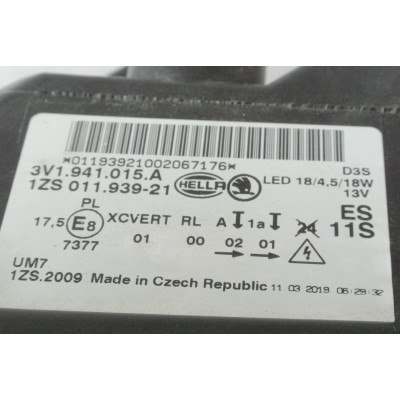 *01193921002067176*
3V1.941.015.A
1ZS 011.939-21
HELLA
D3S
LED 18/4,5/18W
13V
PL
17,5 E8 XCVERT RL A 1a 24 ES
7377 01 00 02 01 11S
UM7
1ZS.2009 Made in Czech Republic 11 03 2019 06:29:32